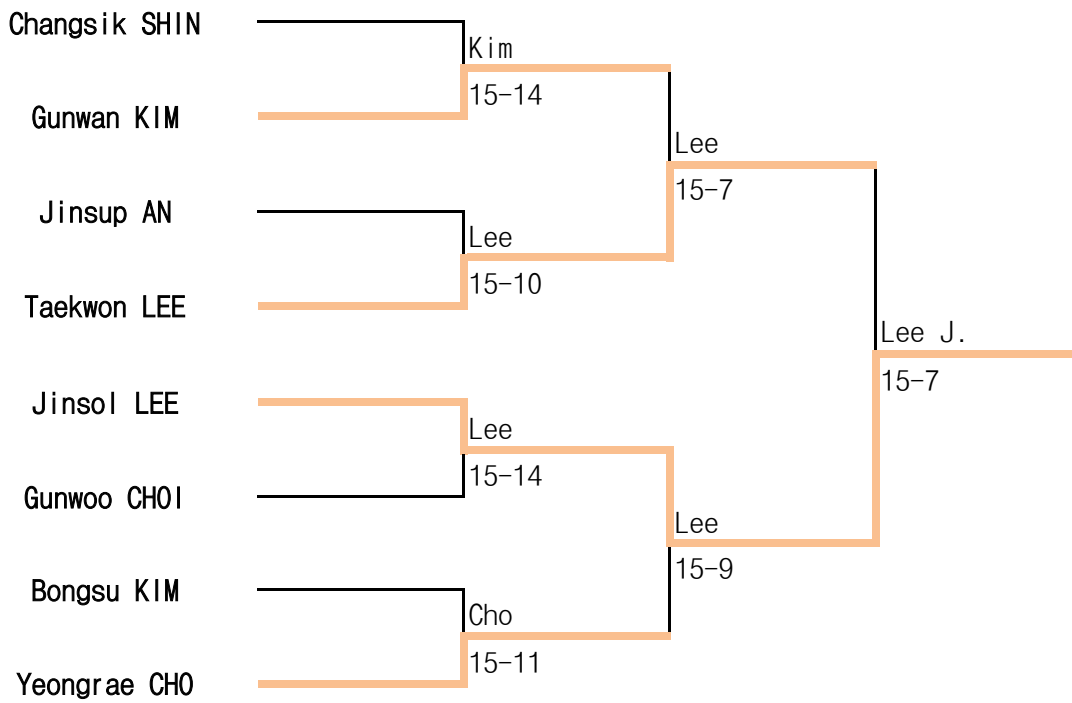 Changsik SHIN
Kim
15-14
Gunwan KIM
Lee
15-7
Jinsup AN
Lee
15-10
Taekwon LEE
Lee J.
15-7
Jinsol LEE
Lee
15-14
Gunwoo CHOI
Lee
15-9
Bongsu KIM
Cho
15-11
Yeongrae CHO